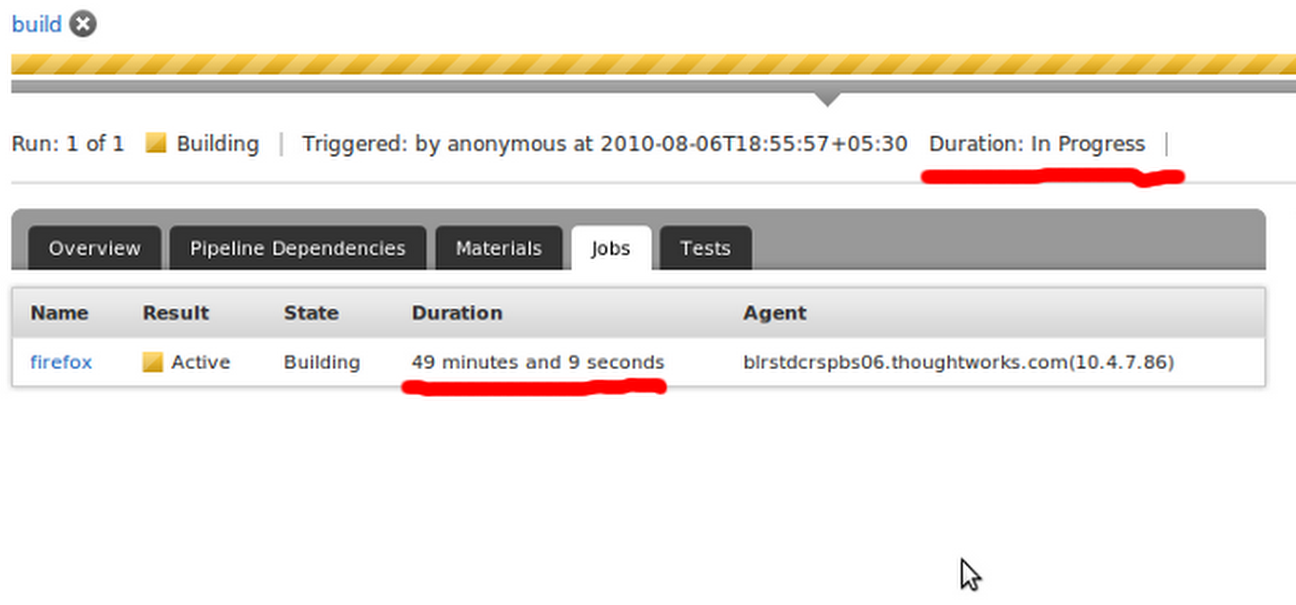 build
Run: 1 of 1 Building Triggered: by anonymous at 2010-08-06T18:55:57+05:30 Duration: In Progress
Overview Pipeline Dependencies Materials Jobs Tests
Name Result State Duration Agent
firefox Active Building 49 minutes and 9 seconds blrstdcrspbs06.thoughtworks.com(10.4.7.86)